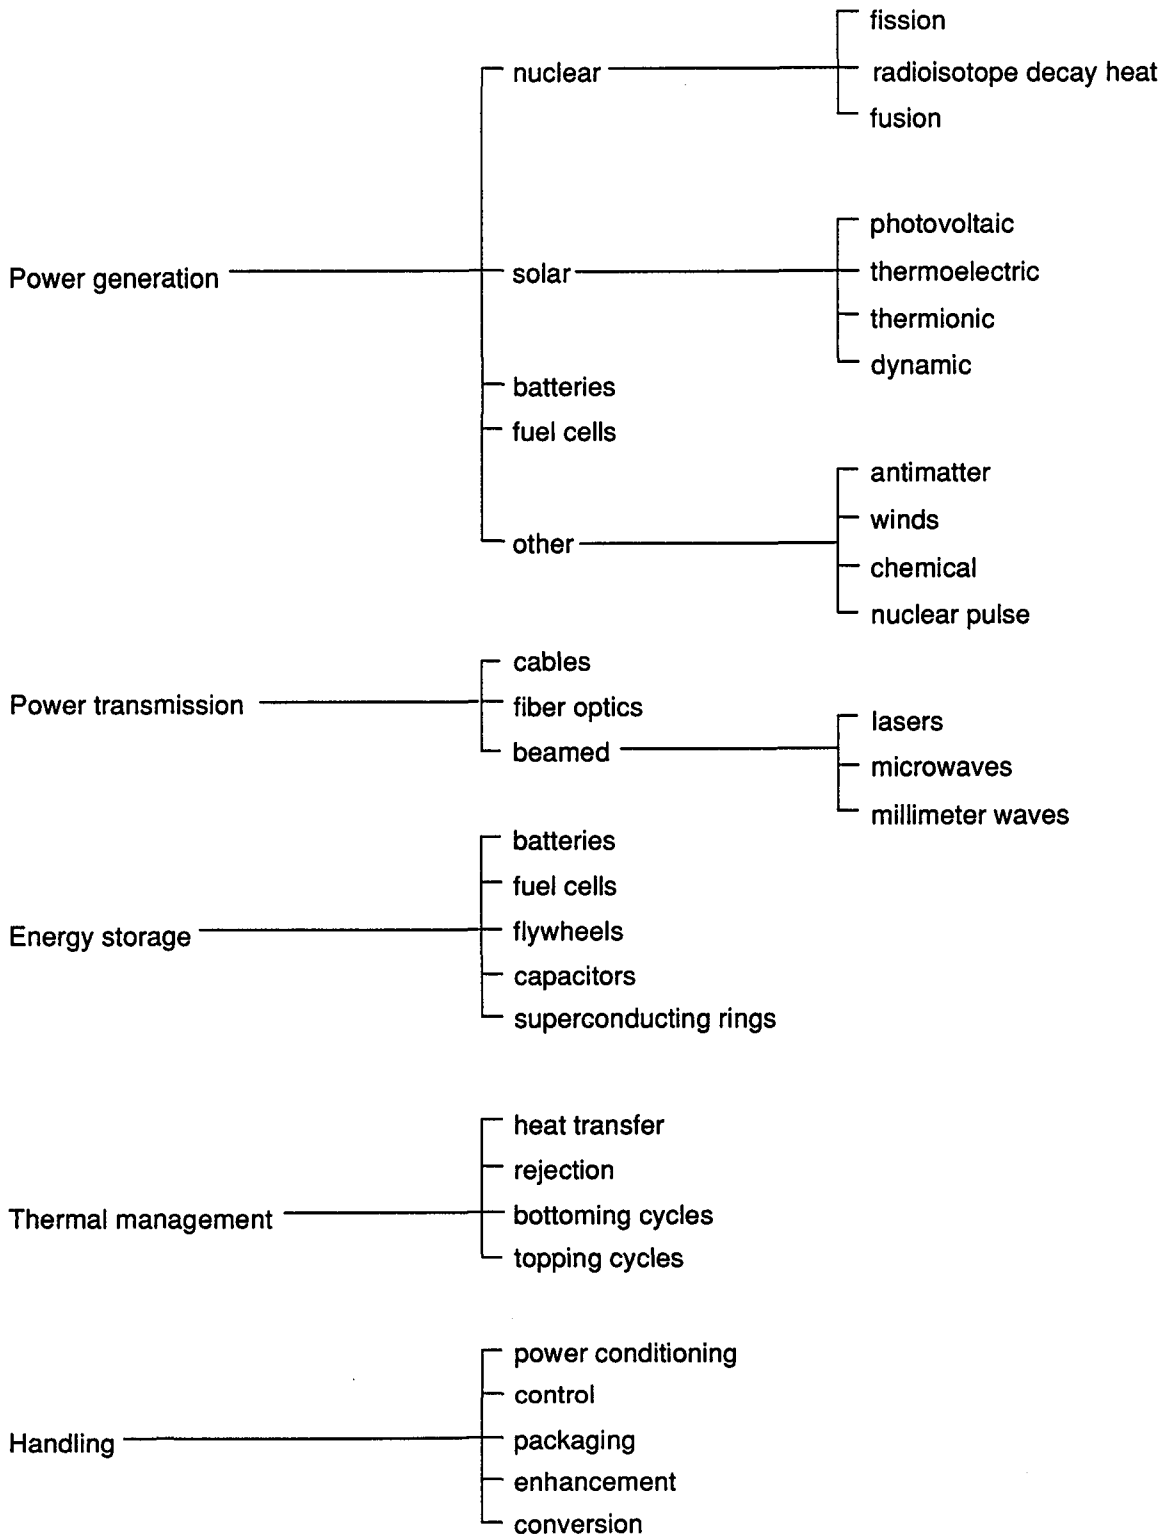 Power generation
nuclear
fission
radioisotope decay heat
fusion
solar
photovoltaic
thermoelectric
thermionic
dynamic
batteries
fuel cells
other
antimatter
winds
chemical
nuclear pulse
Power transmission
cables
fiber optics
beamed
lasers
microwaves
millimeter waves
Energy storage
batteries
fuel cells
flywheels
capacitors
superconducting rings
Thermal management
heat transfer
rejection
bottoming cycles
topping cycles
Handling
power conditioning
control
packaging
enhancement
conversion